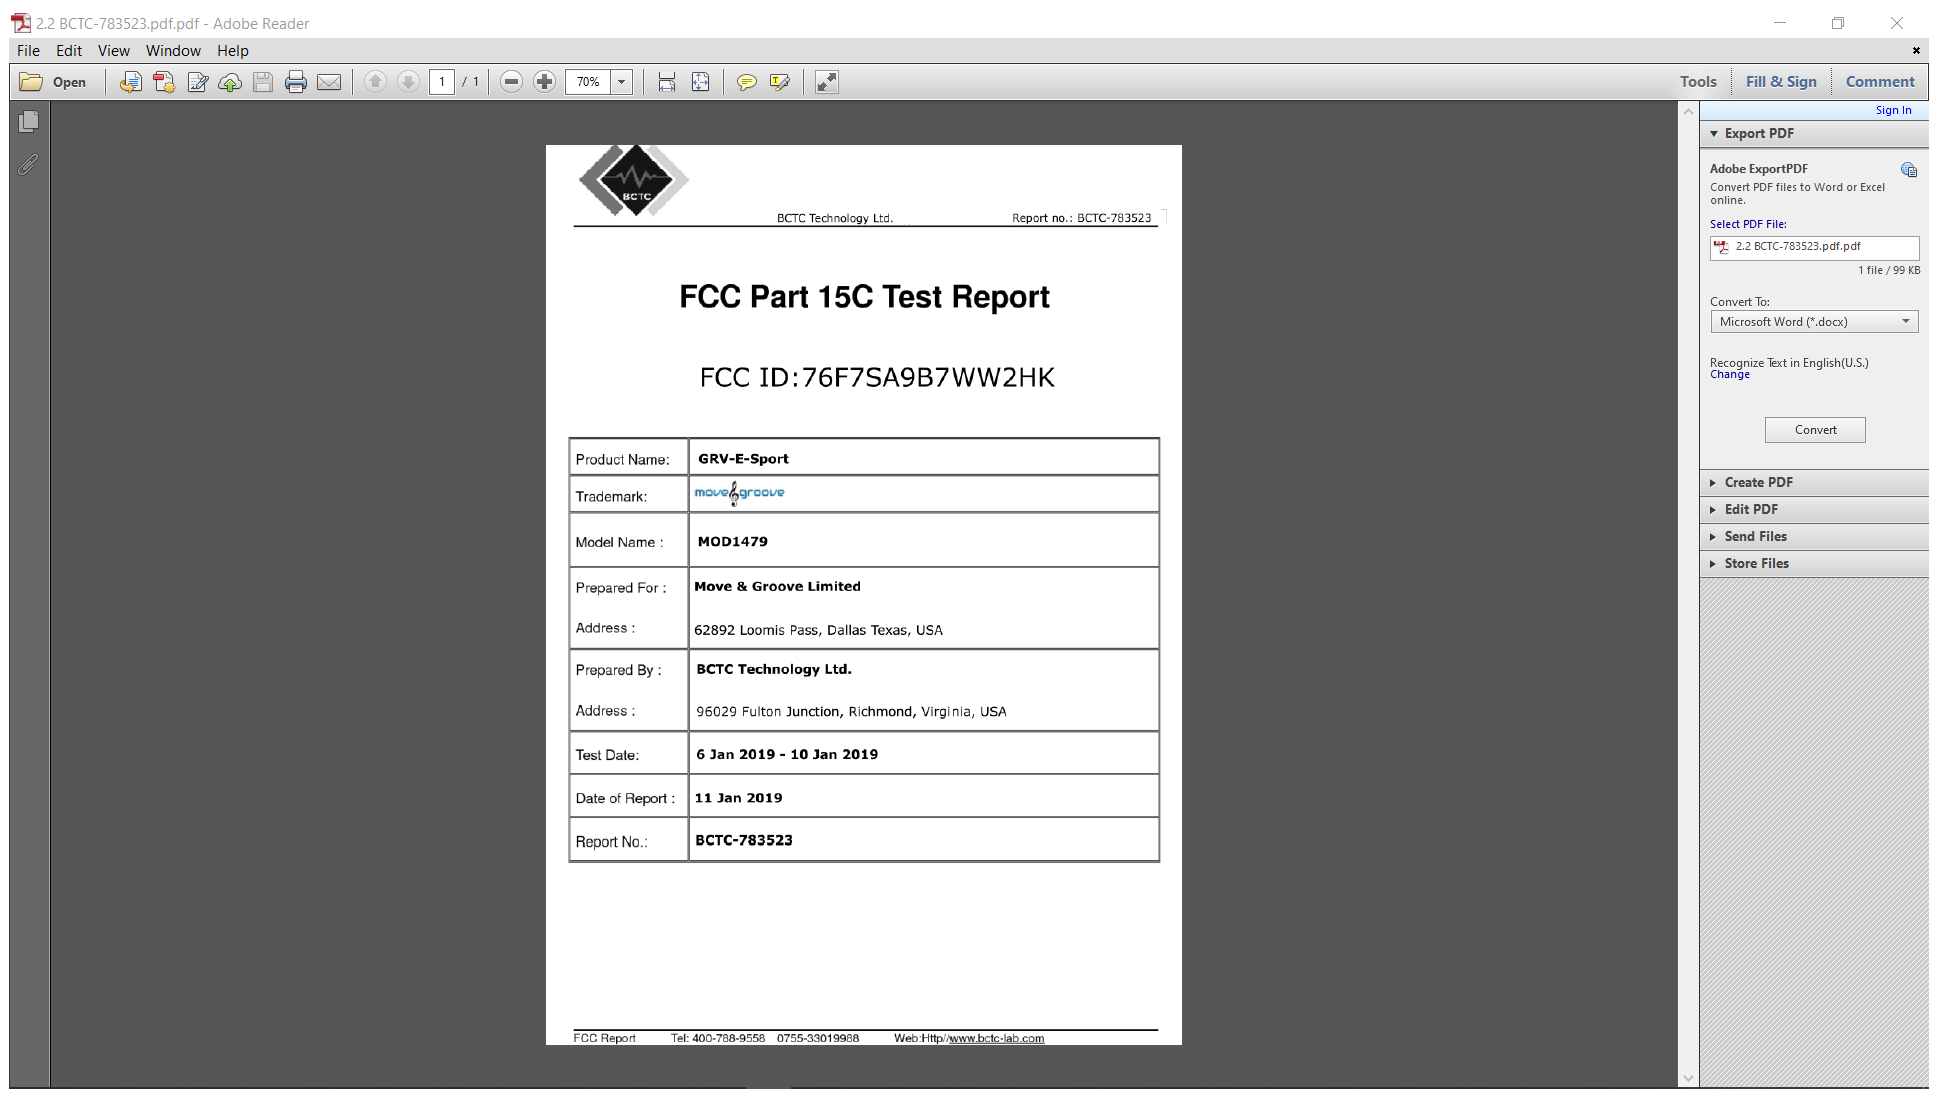 2.2 BCTC-783523.pdf.pdf - Adobe Reader
File Edit View Window Help
Open 1 / 1 70% Tools Fill & Sign Comment
Sign In
Export PDF
Adobe ExportPDF
Convert PDF files to Word or Excel
online.
Select PDF File:
2.2 BCTC-783523.pdf.pdf
1 file / 99 KB
Convert To:
Microsoft Word (*.docx)
Recognize Text in English(U.S.)
Change
Convert
Create PDF
Edit PDF
Send Files
Store Files
BCTC
BCTC Technology Ltd. Report no.: BCTC-783523
FCC Part 15C Test Report
FCC ID:76F7SA9B7WW2HK
Product Name: GRV-E-Sport
Trademark: move groove
Model Name : MOD1479
Prepared For : Move & Groove Limited
Address : 62892 Loomis Pass, Dallas Texas, USA
Prepared By : BCTC Technology Ltd.
Address : 96029 Fulton Junction, Richmond, Virginia, USA
Test Date: 6 Jan 2019 - 10 Jan 2019
Date of Report : 11 Jan 2019
Report No.: BCTC-783523
FCC Report Tel: 400-788-9558 0755-33019988 Web:Http//www.bctc-lab.com